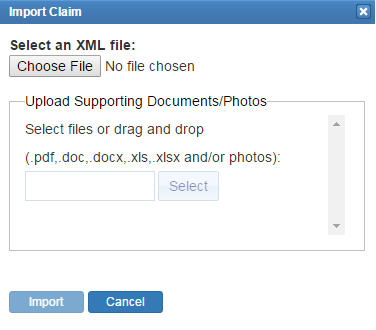 Import Claim
Select an XML file:
Choose File No file chosen
Upload Supporting Documents/Photos
Select files or drag and drop
(.pdf,.doc,.docx,.xls,.xlsx and/or photos):
Select
Import Cancel